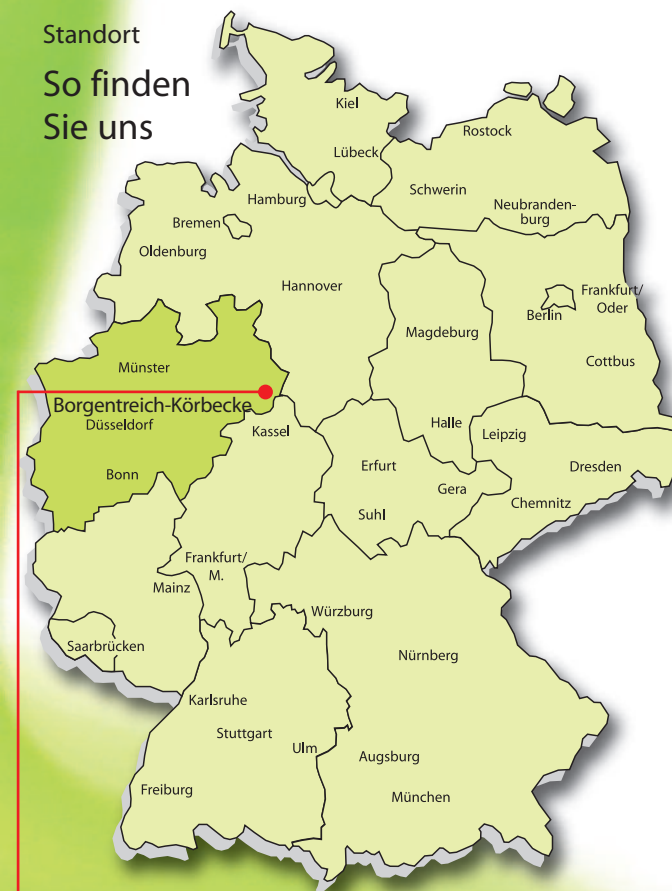 Standort
So finden
Sie uns
Kiel
Rostock
Lübeck
Schwerin
Hamburg
Neubranden-
burg
Bremen
Oldenburg
Hannover
Frankfurt/
Oder
Berlin
Magdeburg
Münster
Cottbus
Borgentreich-Körbecke
Düsseldorf
Kassel
Halle
Leipzig
Erfurt
Dresden
Bonn
Gera
Chemnitz
Suhl
Frankfurt/
M.
Mainz
Würzburg
Saarbrücken
Nürnberg
Karlsruhe
Stuttgart
Ulm
Augsburg
Freiburg
München